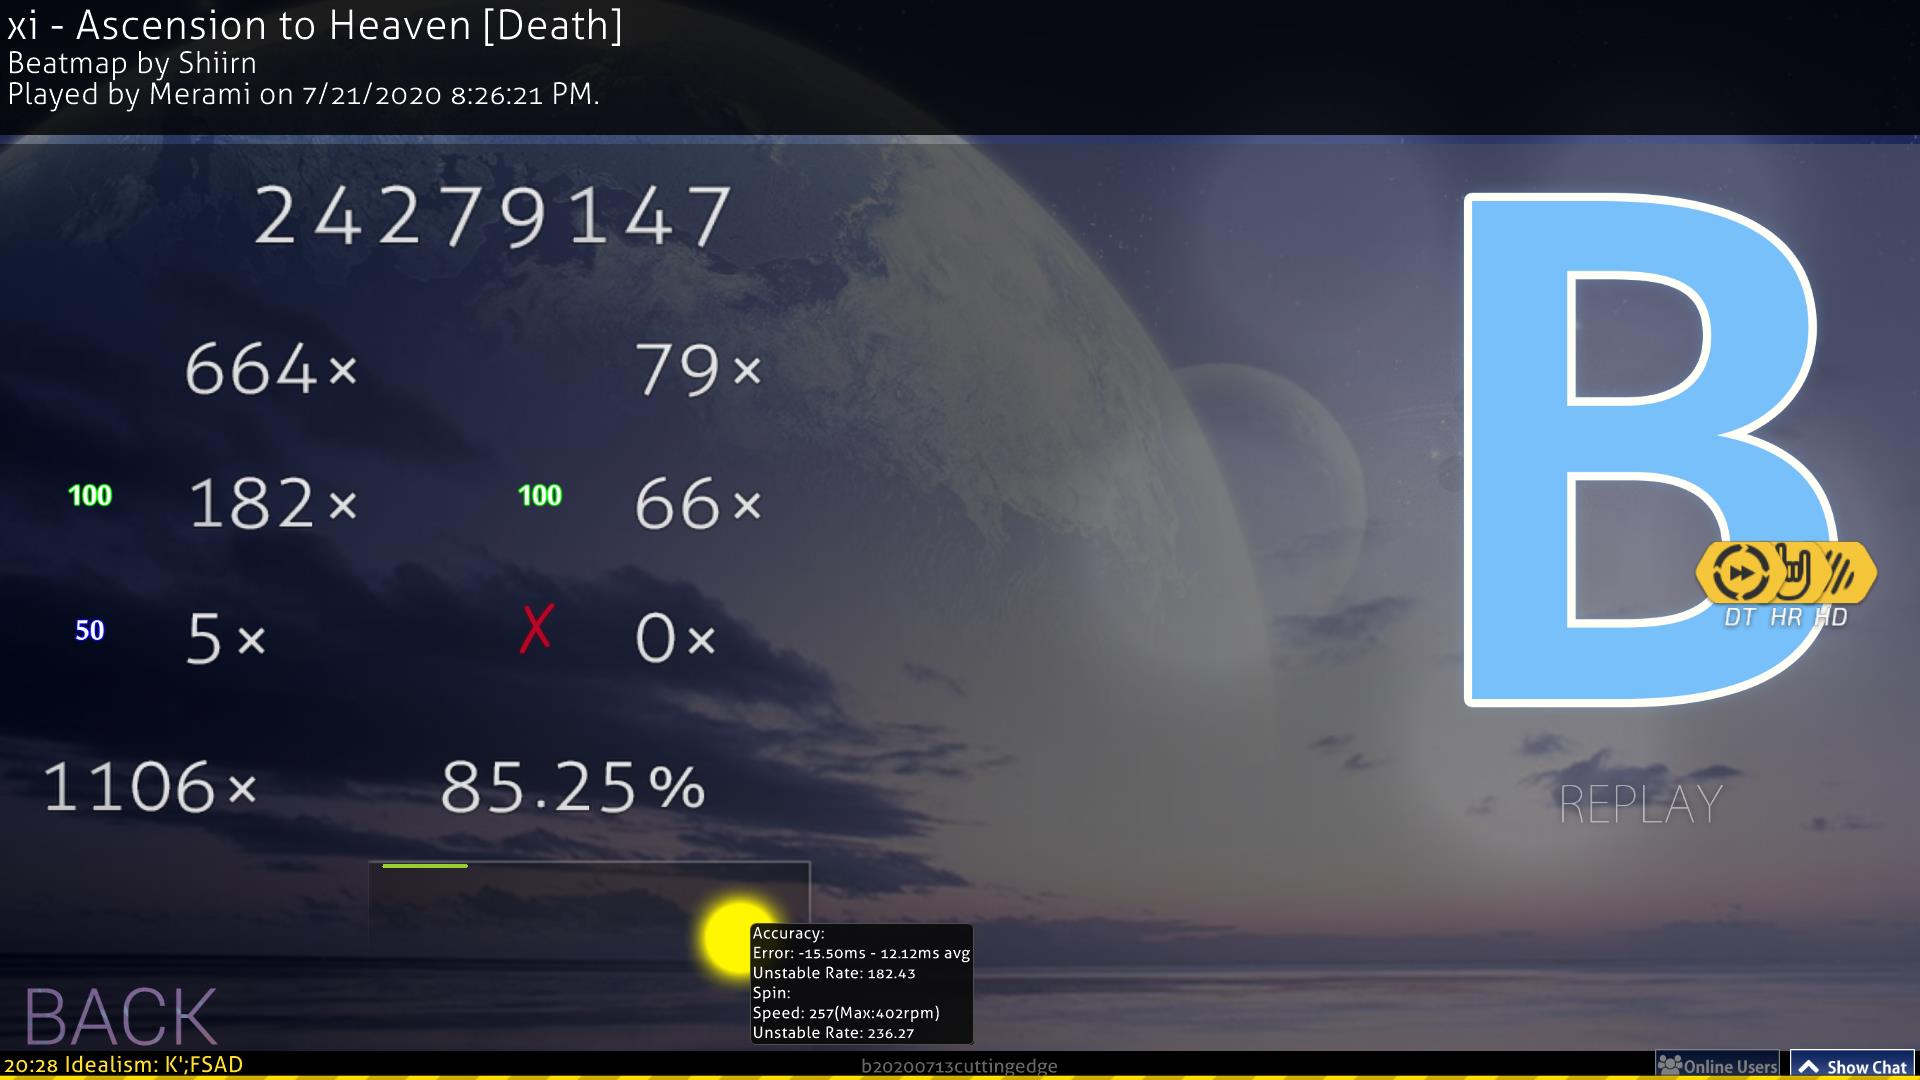 xi - Ascension to Heaven [Death]
Beatmap by Shiirn
Played by Merami on 7/21/2020 8:26:21 PM.
24279147
664×
79×
100
182×
100
66×
50
5×
X
0×
1106×
85.25%
B
DT HR HD
REPLAY
Accuracy:
Error: -15.50ms - 12.12ms avg
Unstable Rate: 182.43
Spin:
Speed: 257(Max:402rpm)
Unstable Rate: 236.27
BACK
20:28 Idealism: K';FSAD
b20200713cuttingedge
Online Users
Show Chat